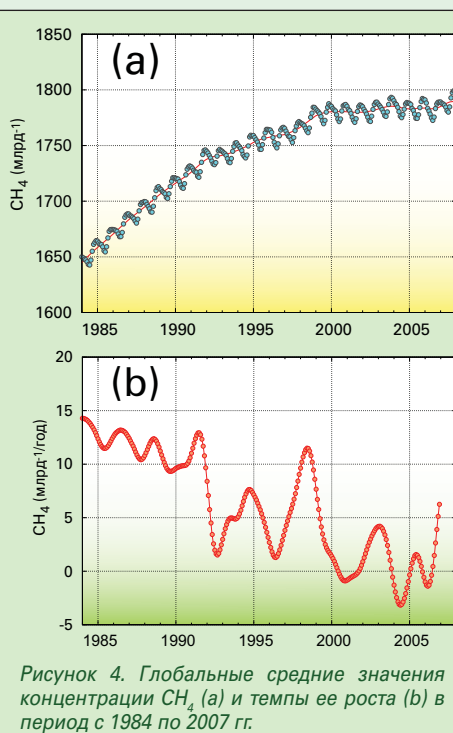 (a)
CH₄ (млрд⁻¹)
1850
1800
1750
1700
1650
1600
1985 1990 1995 2000 2005
(b)
CH₄ (млрд⁻¹/год)
20
15
10
5
0
-5
1985 1990 1995 2000 2005
Рисунок 4. Глобальные средние значения
концентрации CH₄ (a) и темпы ее роста (b) в
период с 1984 по 2007 гг.